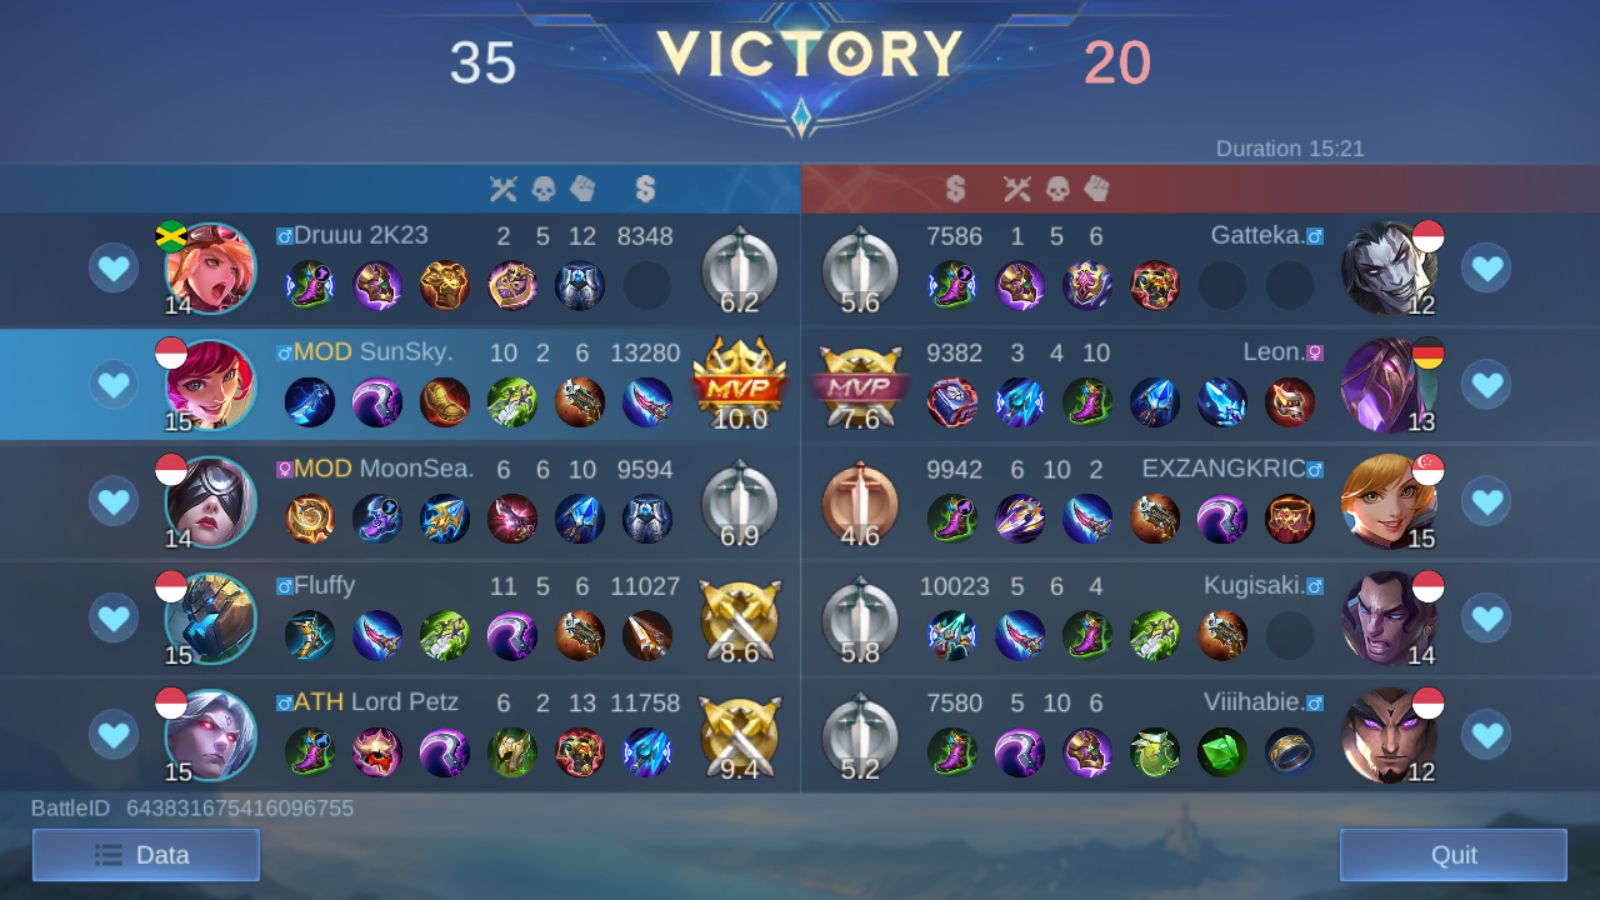 35 VICTORY 20
Duration 15:21
Druuu 2K23 2 5 12 8348
14 6.2
7586 1 5 6 Gatteka.
5.6 12
MOD SunSky. 10 2 6 13280
15 MVP 10.0
9382 3 4 10 Leon.
MVP 7.6 13
MOD MoonSea. 6 6 10 9594
14 6.9
9942 6 10 2 EXZANGKRIC
4.6 15
Fluffy 11 5 6 11027
15 8.6
10023 5 6 4 Kugisaki.
5.8 14
ATH Lord Petz 6 2 13 11758
15 9.4
7580 5 10 6 Viiihabie.
5.2 12
BattleID 643831675416096755
Data
Quit